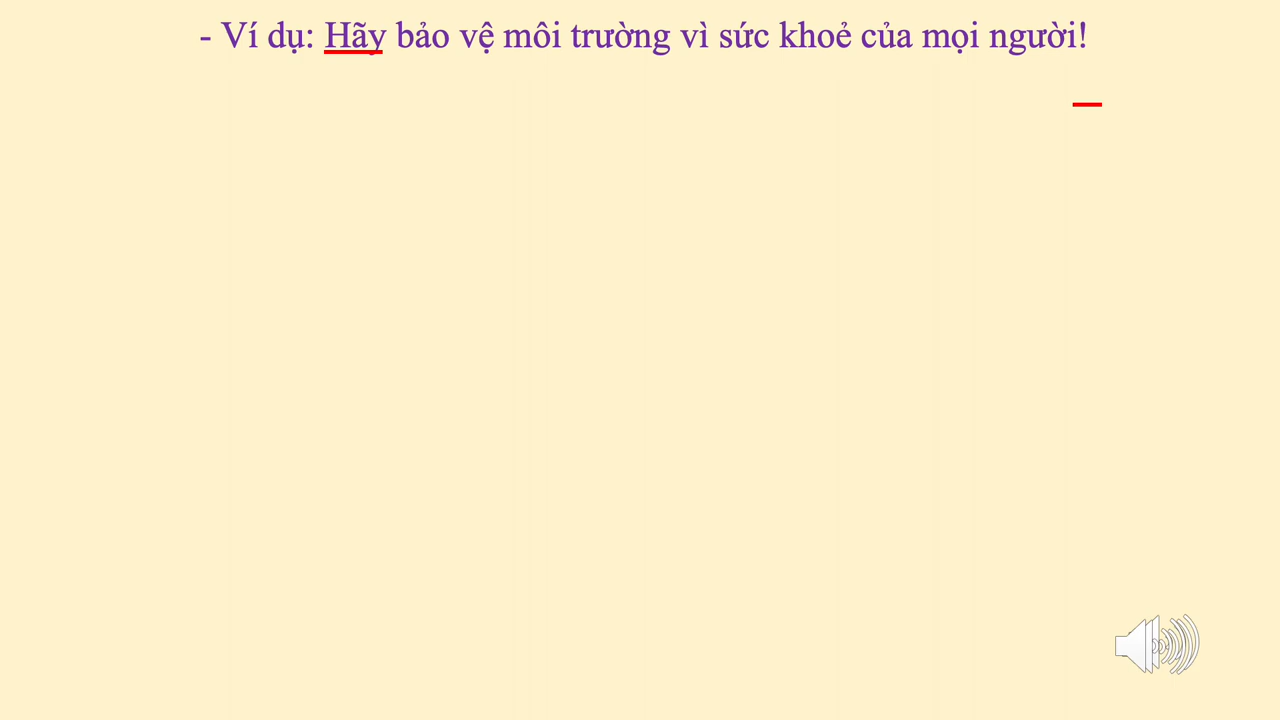 - Ví dụ: Hãy bảo vệ môi trường vì sức khoẻ của mọi người!